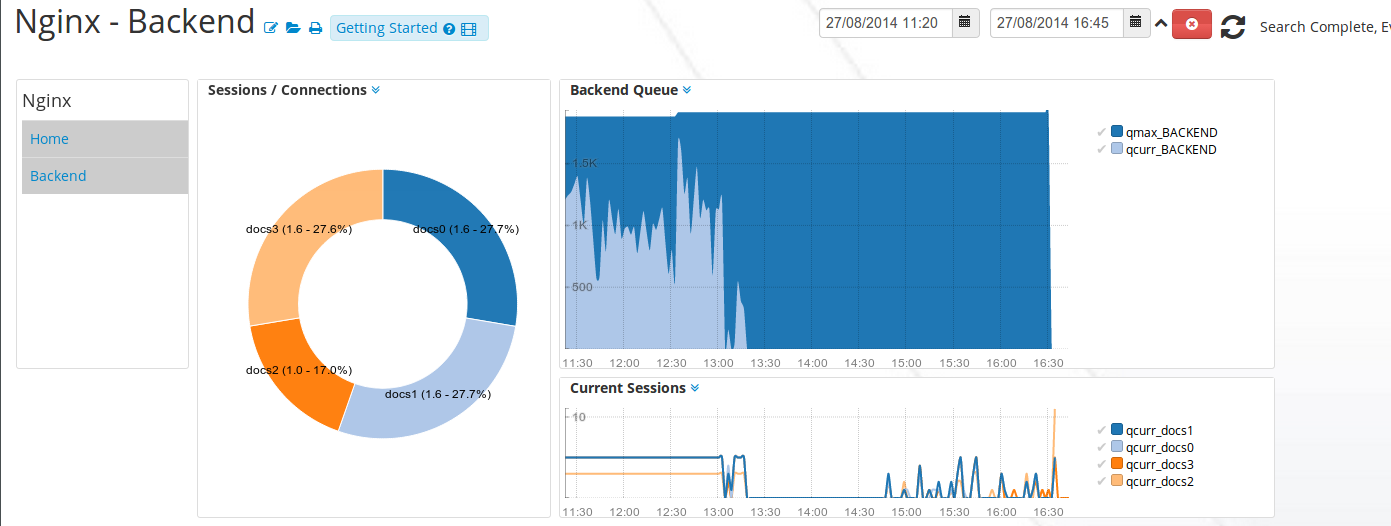 Nginx - Backend
Getting Started
27/08/2014 11:20
27/08/2014 16:45
Search Complete, Ev
Nginx
Home
Backend
Sessions / Connections
docs3 (1.6 - 27.6%)
docs0 (1.6 - 27.7%)
docs2 (1.0 - 17.0%)
docs1 (1.6 - 27.7%)
Backend Queue
1.5K
1K
500
11:30 12:00 12:30 13:00 13:30 14:00 14:30 15:00 15:30 16:00 16:30
qmax_BACKEND
qcurr_BACKEND
Current Sessions
10
11:30 12:00 12:30 13:00 13:30 14:00 14:30 15:00 15:30 16:00 16:30
qcurr_docs1
qcurr_docs0
qcurr_docs3
qcurr_docs2